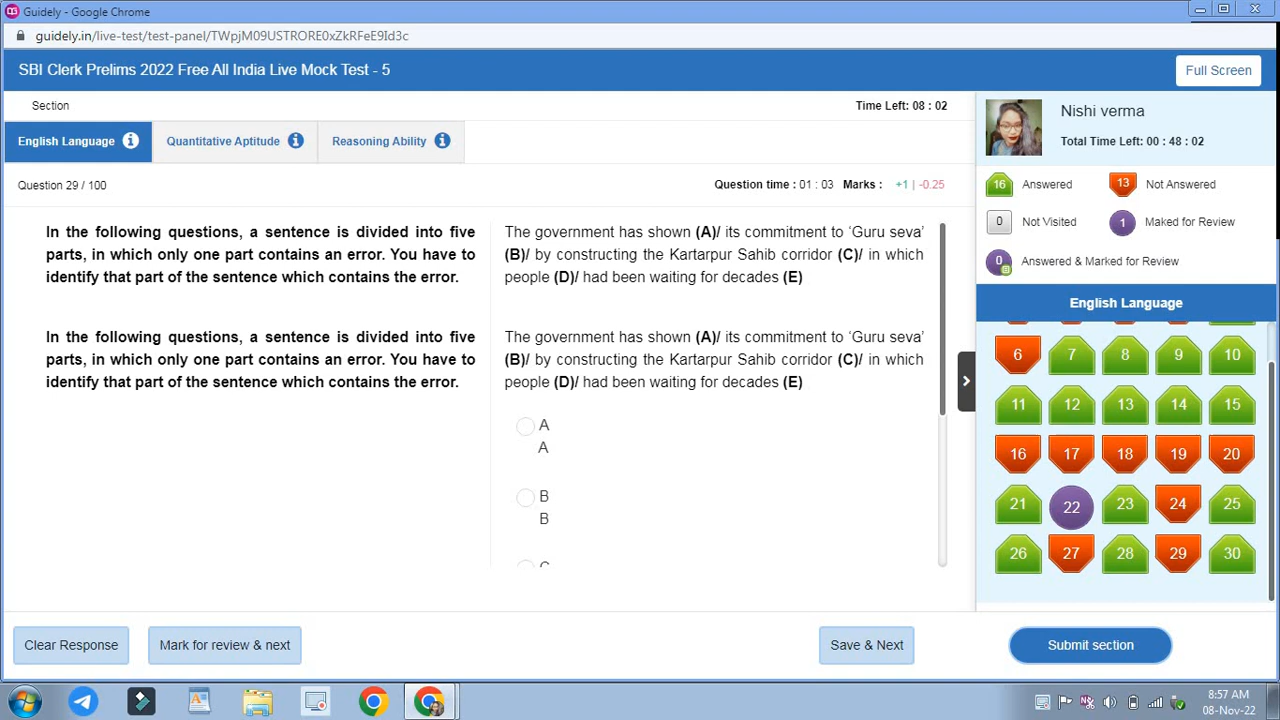 Guidely - Google Chrome
guidely.in/live-test/test-panel/TWpjM09USTRORE0xZkRFeE9Id3c
SBI Clerk Prelims 2022 Free All India Live Mock Test - 5
Full Screen
Section
Time Left: 08 : 02
English Language
Quantitative Aptitude
Reasoning Ability
Question 29 / 100
Question time : 01 : 03 Marks : +1 | -0.25
In the following questions, a sentence is divided into five
parts, in which only one part contains an error. You have to
identify that part of the sentence which contains the error.
In the following questions, a sentence is divided into five
parts, in which only one part contains an error. You have to
identify that part of the sentence which contains the error.
The government has shown (A)/ its commitment to ‘Guru seva’
(B)/ by constructing the Kartarpur Sahib corridor (C)/ in which
people (D)/ had been waiting for decades (E)
The government has shown (A)/ its commitment to ‘Guru seva’
(B)/ by constructing the Kartarpur Sahib corridor (C)/ in which
people (D)/ had been waiting for decades (E)
A
A
B
B
Clear Response
Mark for review & next
Save & Next
Nishi verma
Total Time Left: 00 : 48 : 02
16 Answered
13 Not Answered
0 Not Visited
1 Maked for Review
0 Answered & Marked for Review
English Language
6 7 8 9 10
11 12 13 14 15
16 17 18 19 20
21 22 23 24 25
26 27 28 29 30
Submit section
8:57 AM
08-Nov-22